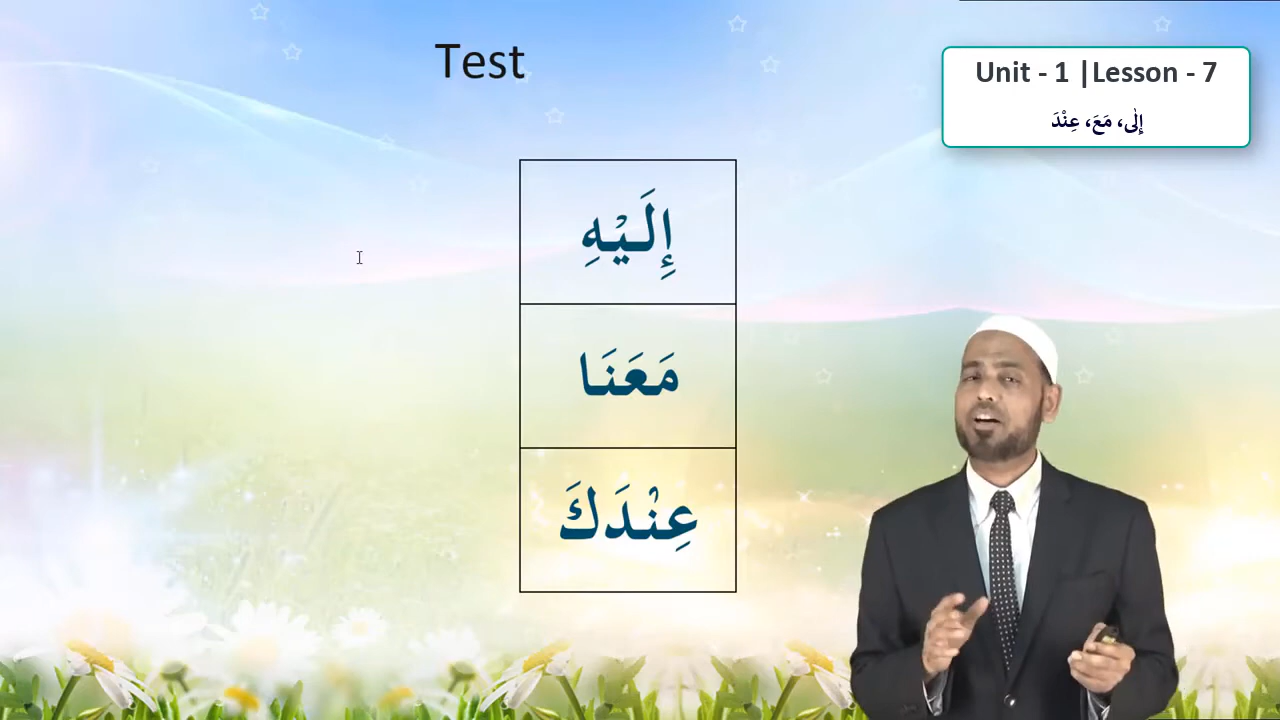 Test
Unit - 1 |Lesson - 7
إِلٰى، مَعَ، عِنْدَ
إِلَيْهِ
مَعَنَا
عِنْدَكَ